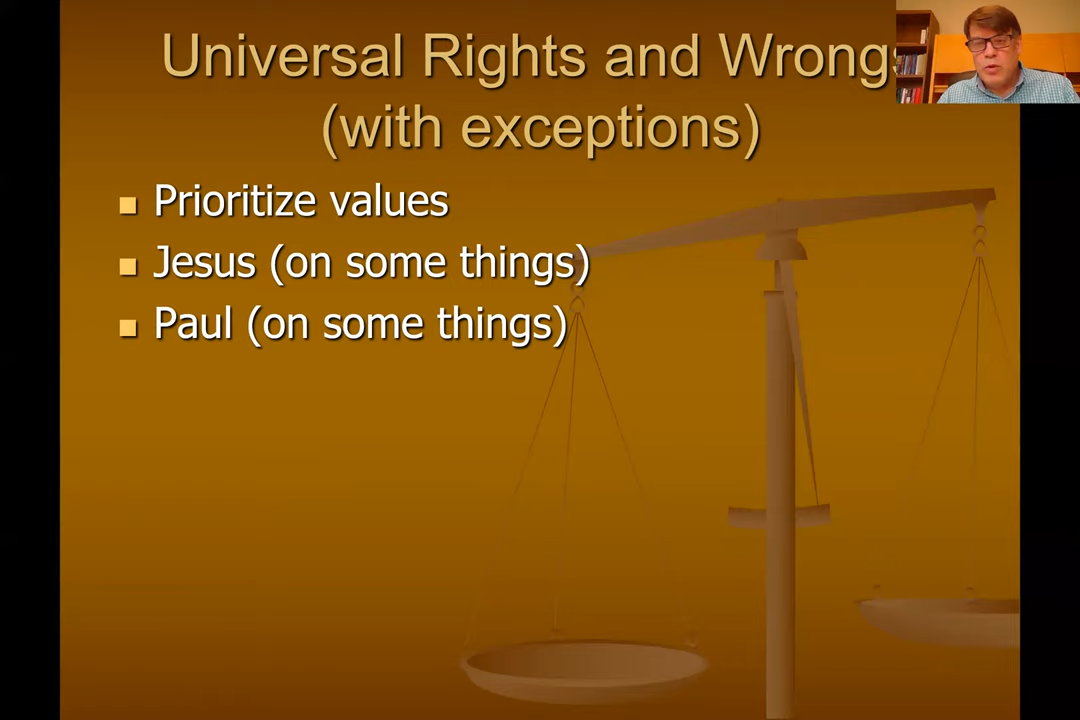 Universal Rights and Wrongs
(with exceptions)
Prioritize values
Jesus (on some things)
Paul (on some things)